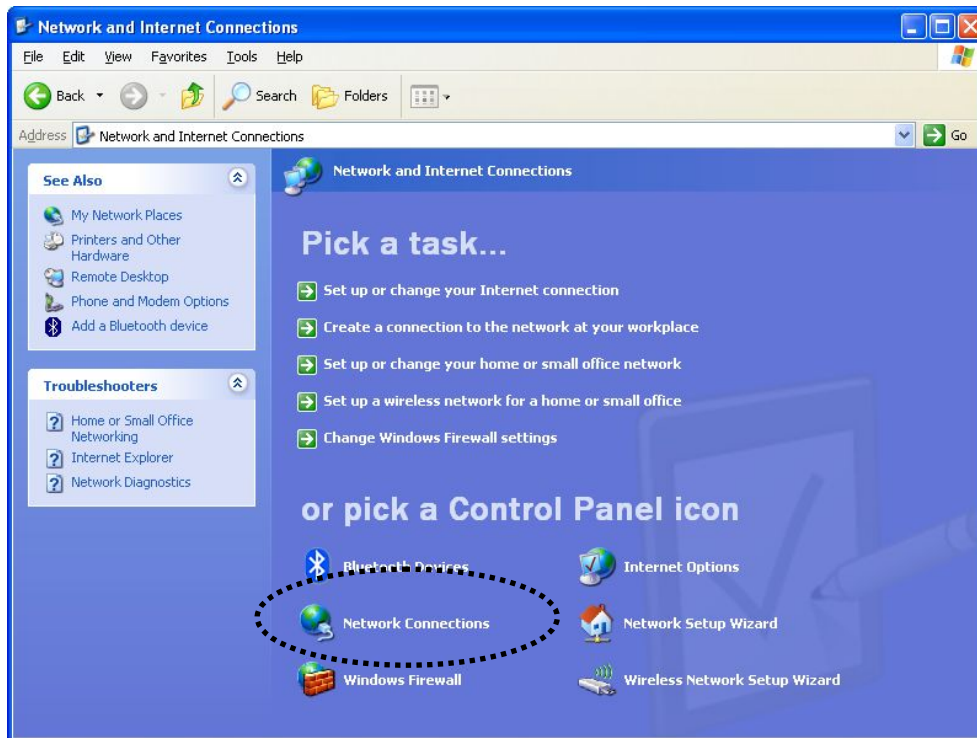 Network and Internet Connections
File Edit View Favorites Tools Help
Back Search Folders
Address Network and Internet Connections Go
See Also
My Network Places
Printers and Other
Hardware
Remote Desktop
Phone and Modem Options
Add a Bluetooth device
Troubleshooters
Home or Small Office
Networking
Internet Explorer
Network Diagnostics
Network and Internet Connections
Pick a task...
Set up or change your Internet connection
Create a connection to the network at your workplace
Set up or change your home or small office network
Set up a wireless network for a home or small office
Change Windows Firewall settings
or pick a Control Panel icon
Bluetooth Devices
Internet Options
Network Connections
Network Setup Wizard
Windows Firewall
Wireless Network Setup Wizard